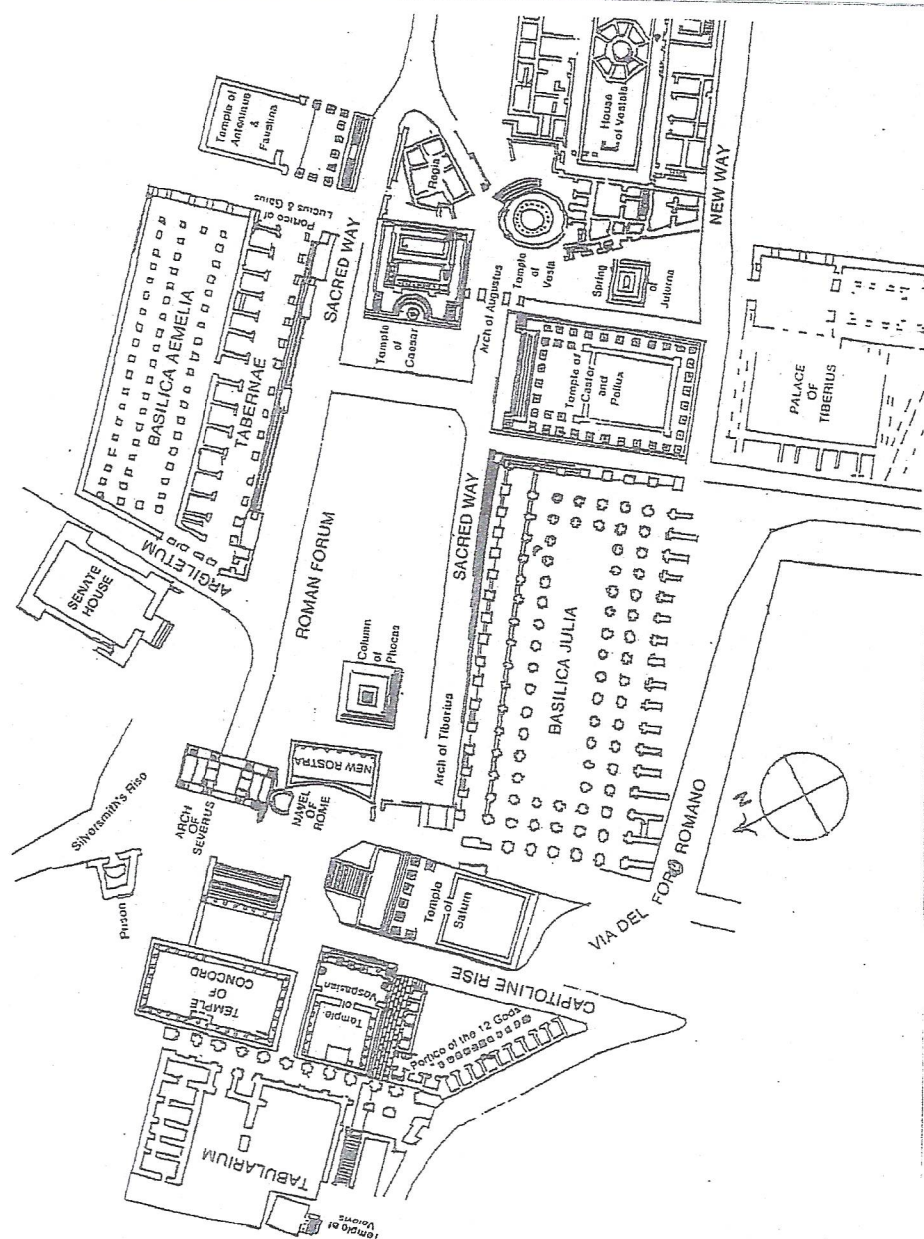 Temple of
Antoninus
&
Faustina
House
of Vestals
Regia
Portico of
Lucius & Gaius
SACRED WAY
NEW WAY
BASILICA AEMELIA
TABERNAE
Temple
of
Caesar
Arch of Augustus
Temple
of
Vesta
Spring
of
Juturna
Temple of
Castor
and
Pollux
PALACE
OF
TIBERIUS
ARGILETUM
SENATE
HOUSE
ROMAN FORUM
SACRED WAY
Column
of
Phocas
BASILICA JULIA
Arch of Tiberius
NEW ROSTRA
NAVEL OF
ROME
ARCH
OF
SEVERUS
Silversmith's Rise
Prison
N
VIA DEL FORO ROMANO
Temple
of
Saturn
CAPITOLINE RISE
TEMPLE
OF
CONCORD
Temple
of
Vespasian
Portico of the 12 Gods
TABULARIUM
Temple of
Veiovis